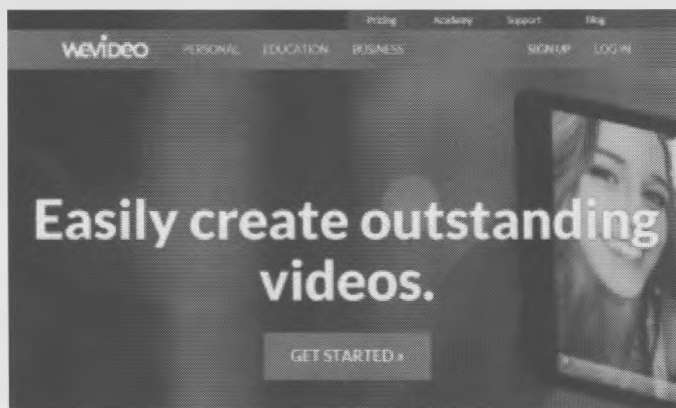 Pricing Academy Support Blog
WeVideo PERSONAL EDUCATION BUSINESS SIGN UP LOG IN
Easily create outstanding
videos.
GET STARTED »